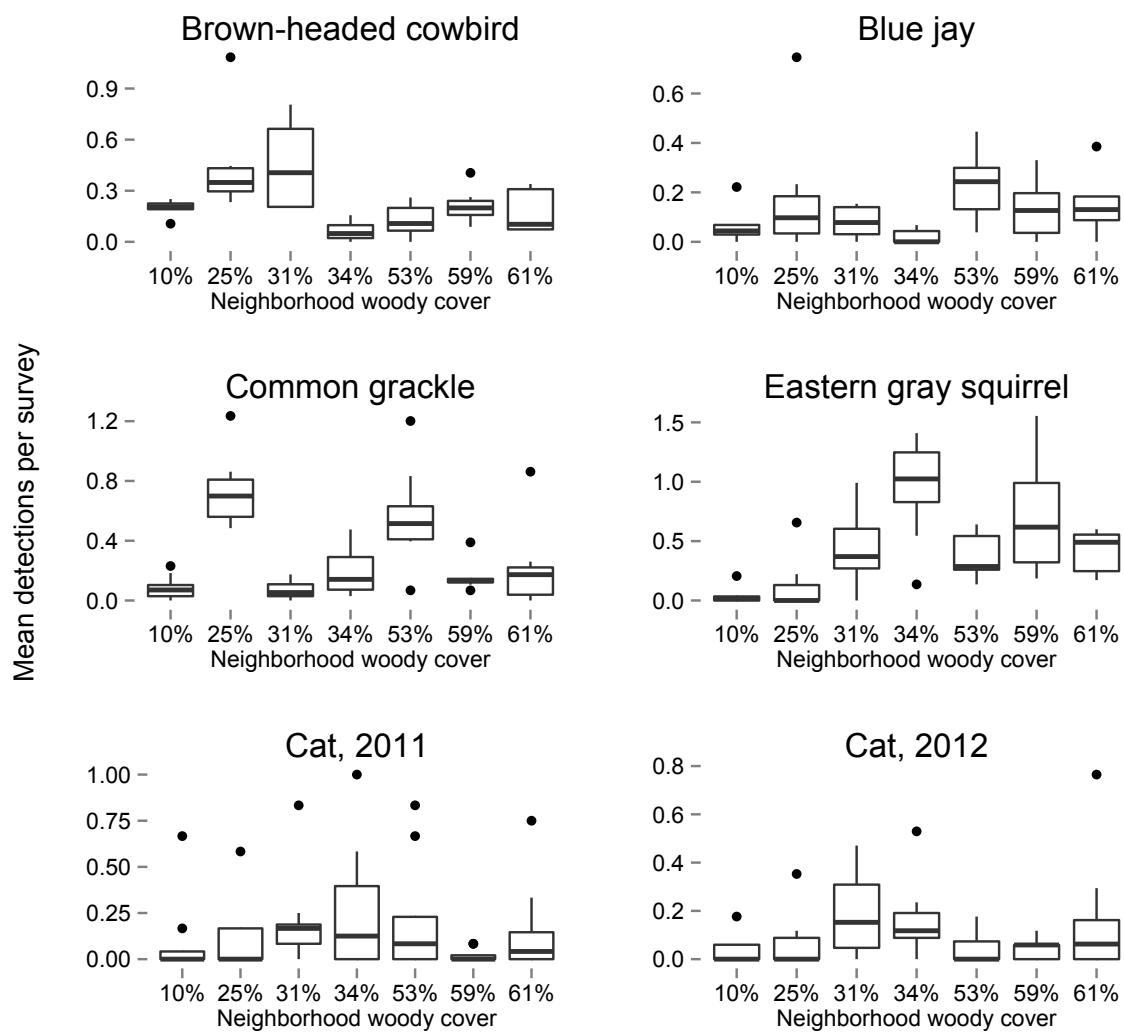 Mean detections per survey
Brown-headed cowbird
0.9
0.6
0.3
0.0
10% 25% 31% 34% 53% 59% 61%
Neighborhood woody cover
Blue jay
0.6
0.4
0.2
0.0
10% 25% 31% 34% 53% 59% 61%
Neighborhood woody cover
Common grackle
1.2
0.8
0.4
0.0
10% 25% 31% 34% 53% 59% 61%
Neighborhood woody cover
Eastern gray squirrel
1.5
1.0
0.5
0.0
10% 25% 31% 34% 53% 59% 61%
Neighborhood woody cover
Cat, 2011
1.00
0.75
0.50
0.25
0.00
10% 25% 31% 34% 53% 59% 61%
Neighborhood woody cover
Cat, 2012
0.8
0.6
0.4
0.2
0.0
10% 25% 31% 34% 53% 59% 61%
Neighborhood woody cover